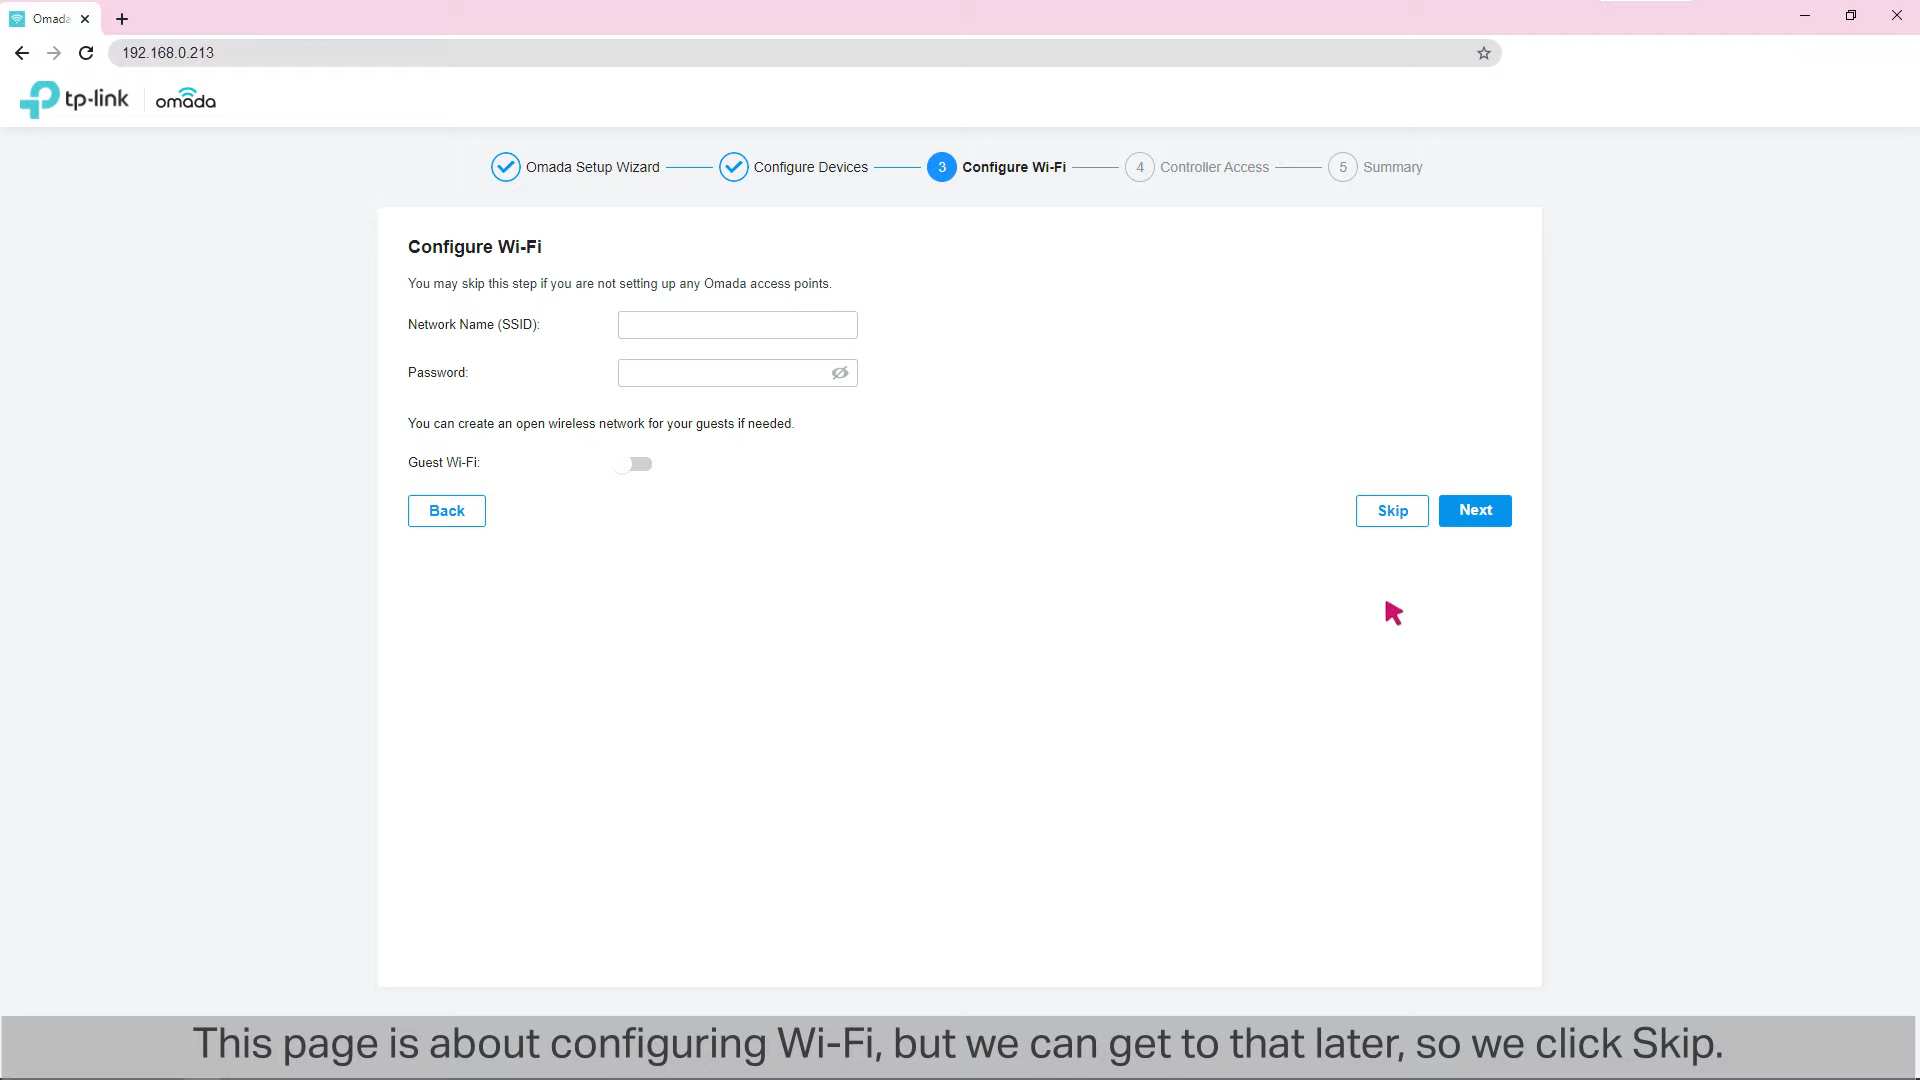 Omada
192.168.0.213
tp-link omada
Omada Setup Wizard Configure Devices 3 Configure Wi-Fi 4 Controller Access 5 Summary
Configure Wi-Fi
You may skip this step if you are not setting up any Omada access points.
Network Name (SSID):
Password:
You can create an open wireless network for your guests if needed.
Guest Wi-Fi:
Back Skip Next
This page is about configuring Wi-Fi, but we can get to that later, so we click Skip.